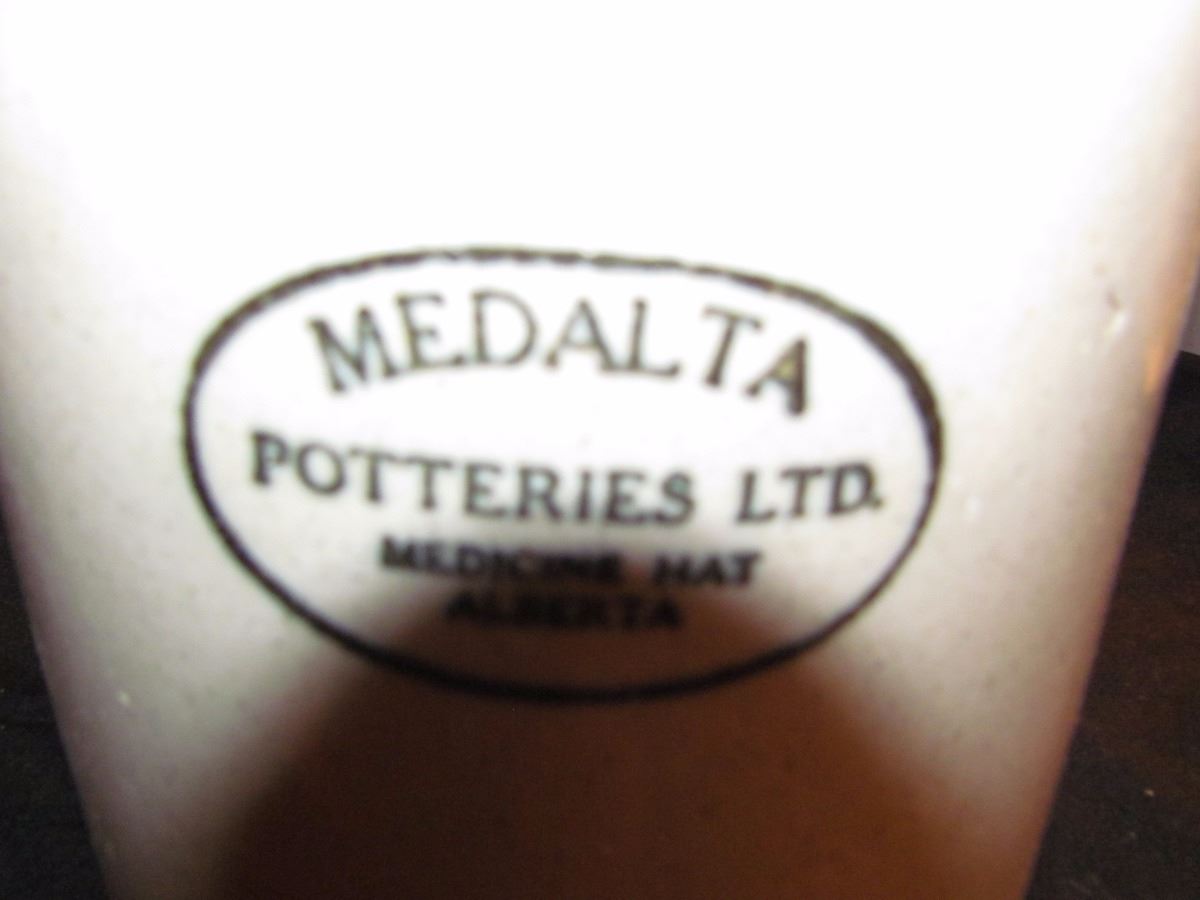 MEDALTA
POTTERIES LTD.
MEDICINE HAT
ALBERTA